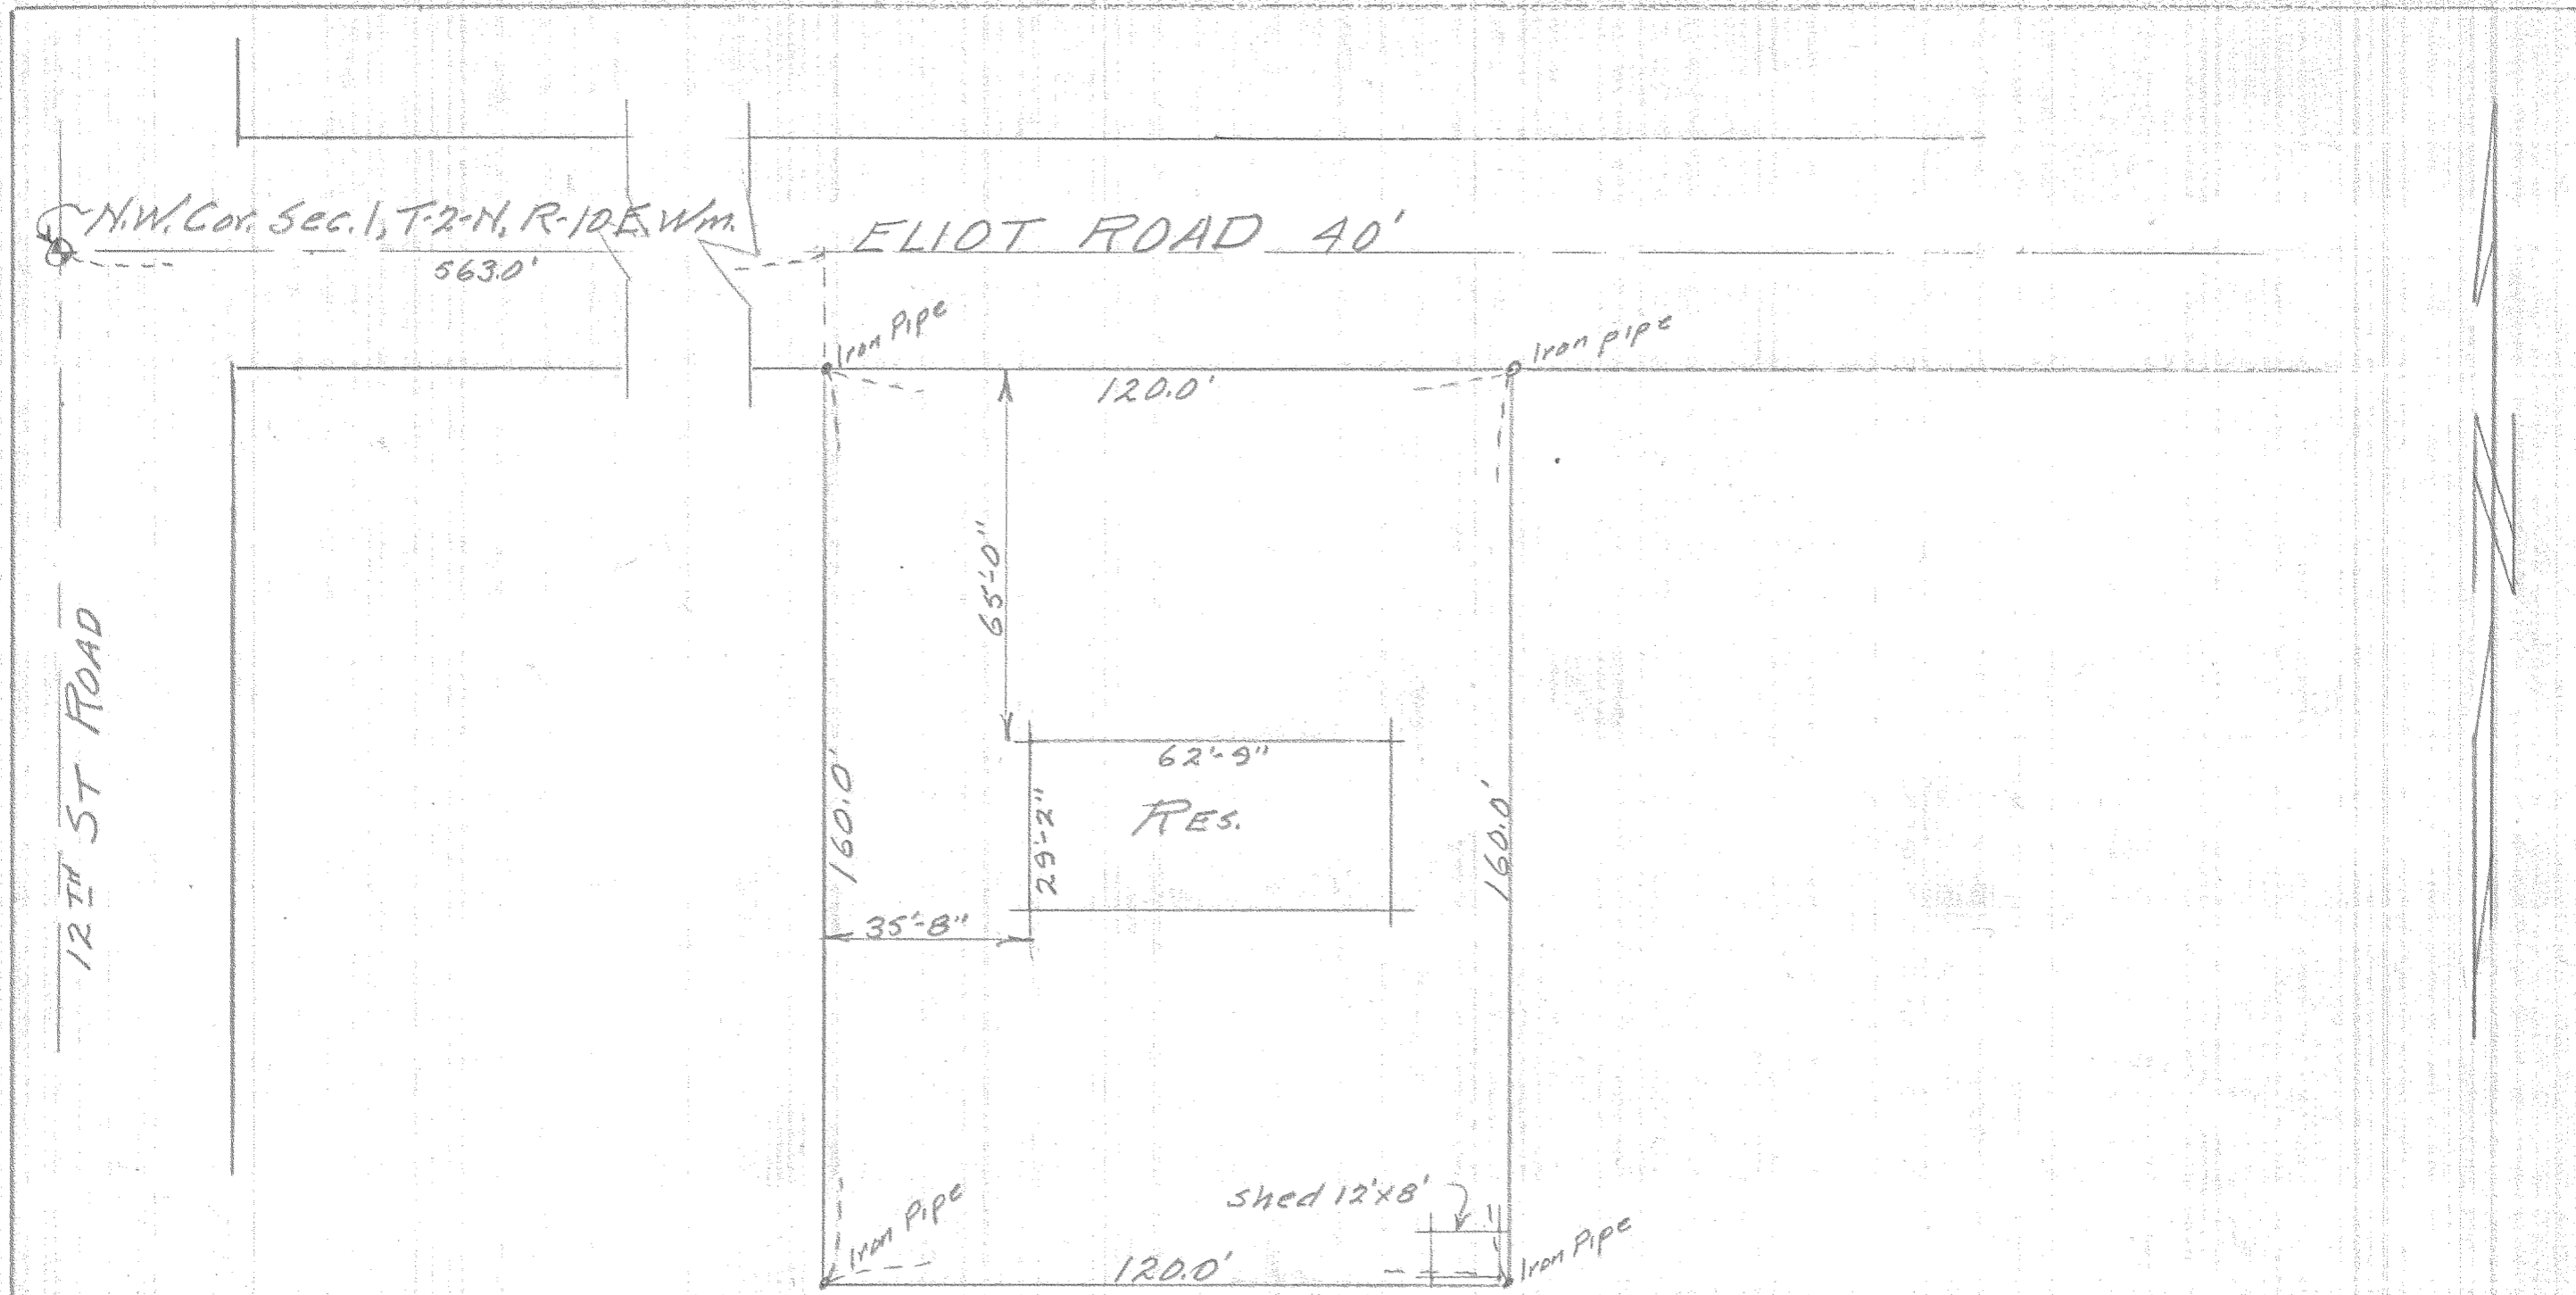 N.W. Cor. Sec. 1, T-2-N, R-10-E. Wm.
563.0'
ELIOT ROAD 40'
Iron Pipe
Iron pipe
120.0'
65'-0"
12TH ST ROAD
62'-9"
RES.
29'-2"
160.0'
160.0'
35'-8"
shed 12'x8'
Iron Pipe
Iron Pipe
120.0'
N